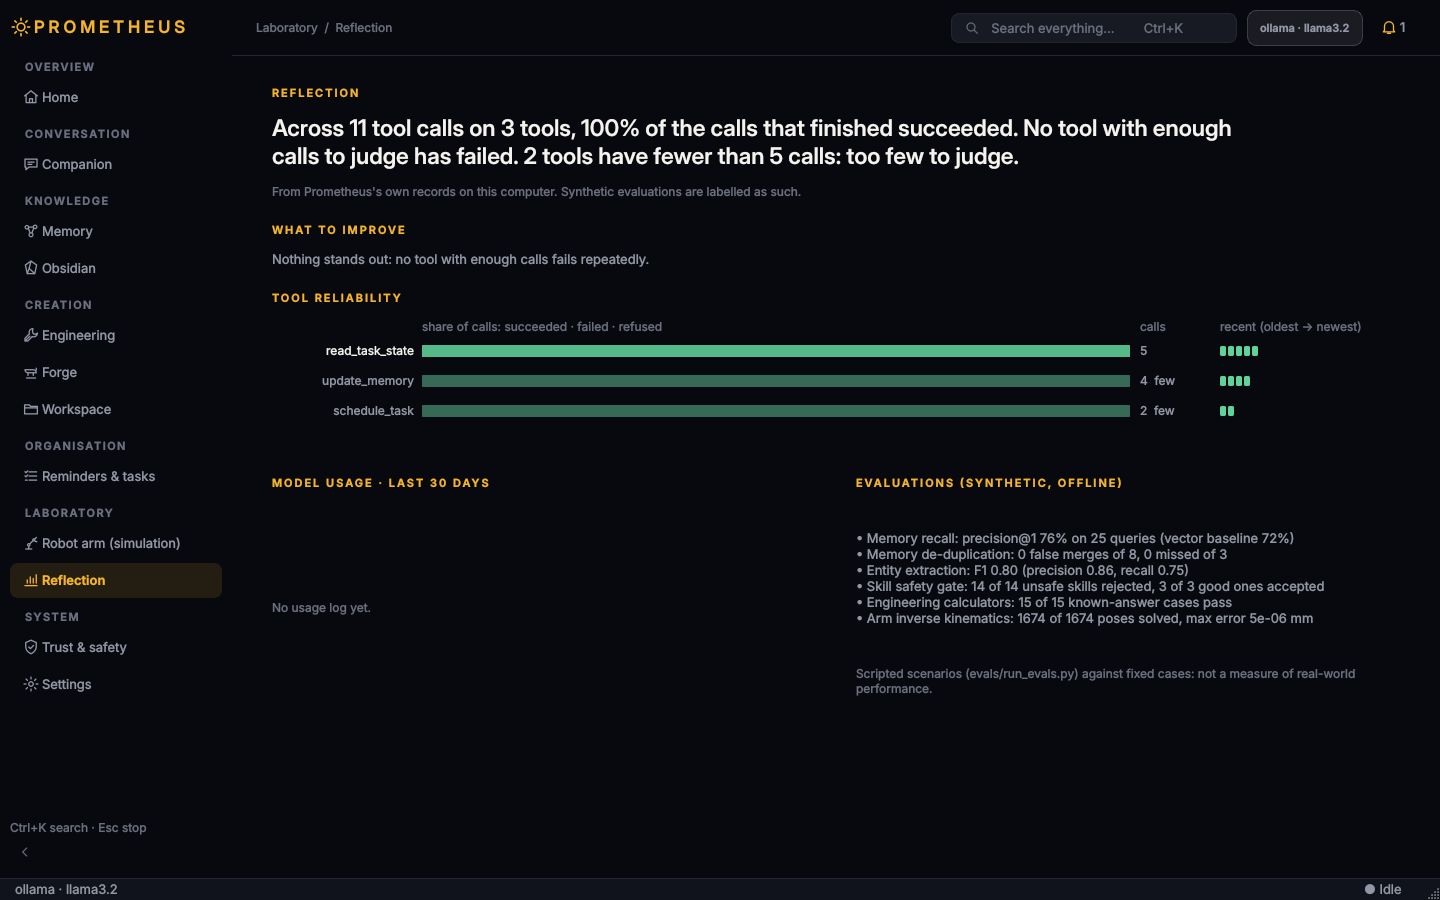 PROMETHEUS
Laboratory / Reflection
Search everything... Ctrl+K
ollama · llama3.2
1
OVERVIEW
Home
CONVERSATION
Companion
KNOWLEDGE
Memory
Obsidian
CREATION
Engineering
Forge
Workspace
ORGANISATION
Reminders & tasks
LABORATORY
Robot arm (simulation)
Reflection
SYSTEM
Trust & safety
Settings
Ctrl+K search · Esc stop
REFLECTION
Across 11 tool calls on 3 tools, 100% of the calls that finished succeeded. No tool with enough
calls to judge has failed. 2 tools have fewer than 5 calls: too few to judge.
From Prometheus's own records on this computer. Synthetic evaluations are labelled as such.
WHAT TO IMPROVE
Nothing stands out: no tool with enough calls fails repeatedly.
TOOL RELIABILITY
share of calls: succeeded · failed · refused calls recent (oldest → newest)
read_task_state 5
update_memory 4 few
schedule_task 2 few
MODEL USAGE · LAST 30 DAYS
No usage log yet.
EVALUATIONS (SYNTHETIC, OFFLINE)
• Memory recall: precision@1 76% on 25 queries (vector baseline 72%)
• Memory de-duplication: 0 false merges of 8, 0 missed of 3
• Entity extraction: F1 0.80 (precision 0.86, recall 0.75)
• Skill safety gate: 14 of 14 unsafe skills rejected, 3 of 3 good ones accepted
• Engineering calculators: 15 of 15 known-answer cases pass
• Arm inverse kinematics: 1674 of 1674 poses solved, max error 5e-06 mm
Scripted scenarios (evals/run_evals.py) against fixed cases: not a measure of real-world
performance.
ollama · llama3.2
Idle